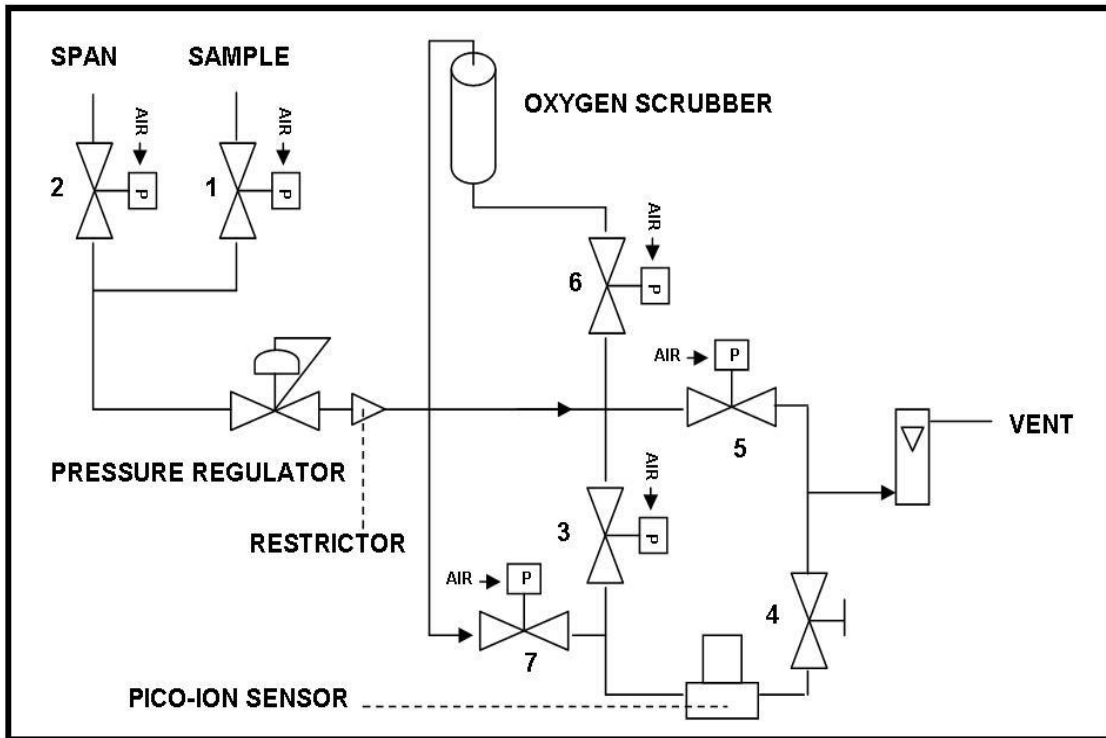 SPAN
SAMPLE
AIR
AIR
2
P
1
P
OXYGEN SCRUBBER
AIR
6
P
AIR
P
5
VENT
PRESSURE REGULATOR
RESTRICTOR
AIR
3
P
AIR
P
7
4
PICO-ION SENSOR